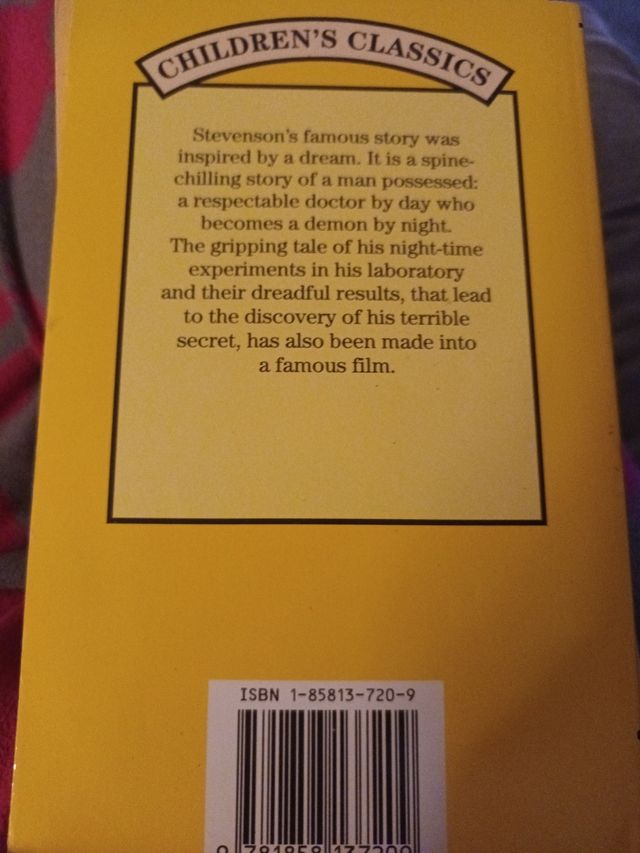 CHILDREN'S CLASSICS
Stevenson's famous story was
inspired by a dream. It is a spine-
chilling story of a man possessed:
a respectable doctor by day who
becomes a demon by night.
The gripping tale of his night-time
experiments in his laboratory
and their dreadful results, that lead
to the discovery of his terrible
secret, has also been made into
a famous film.
ISBN 1-85813-720-9
9 781858 137209